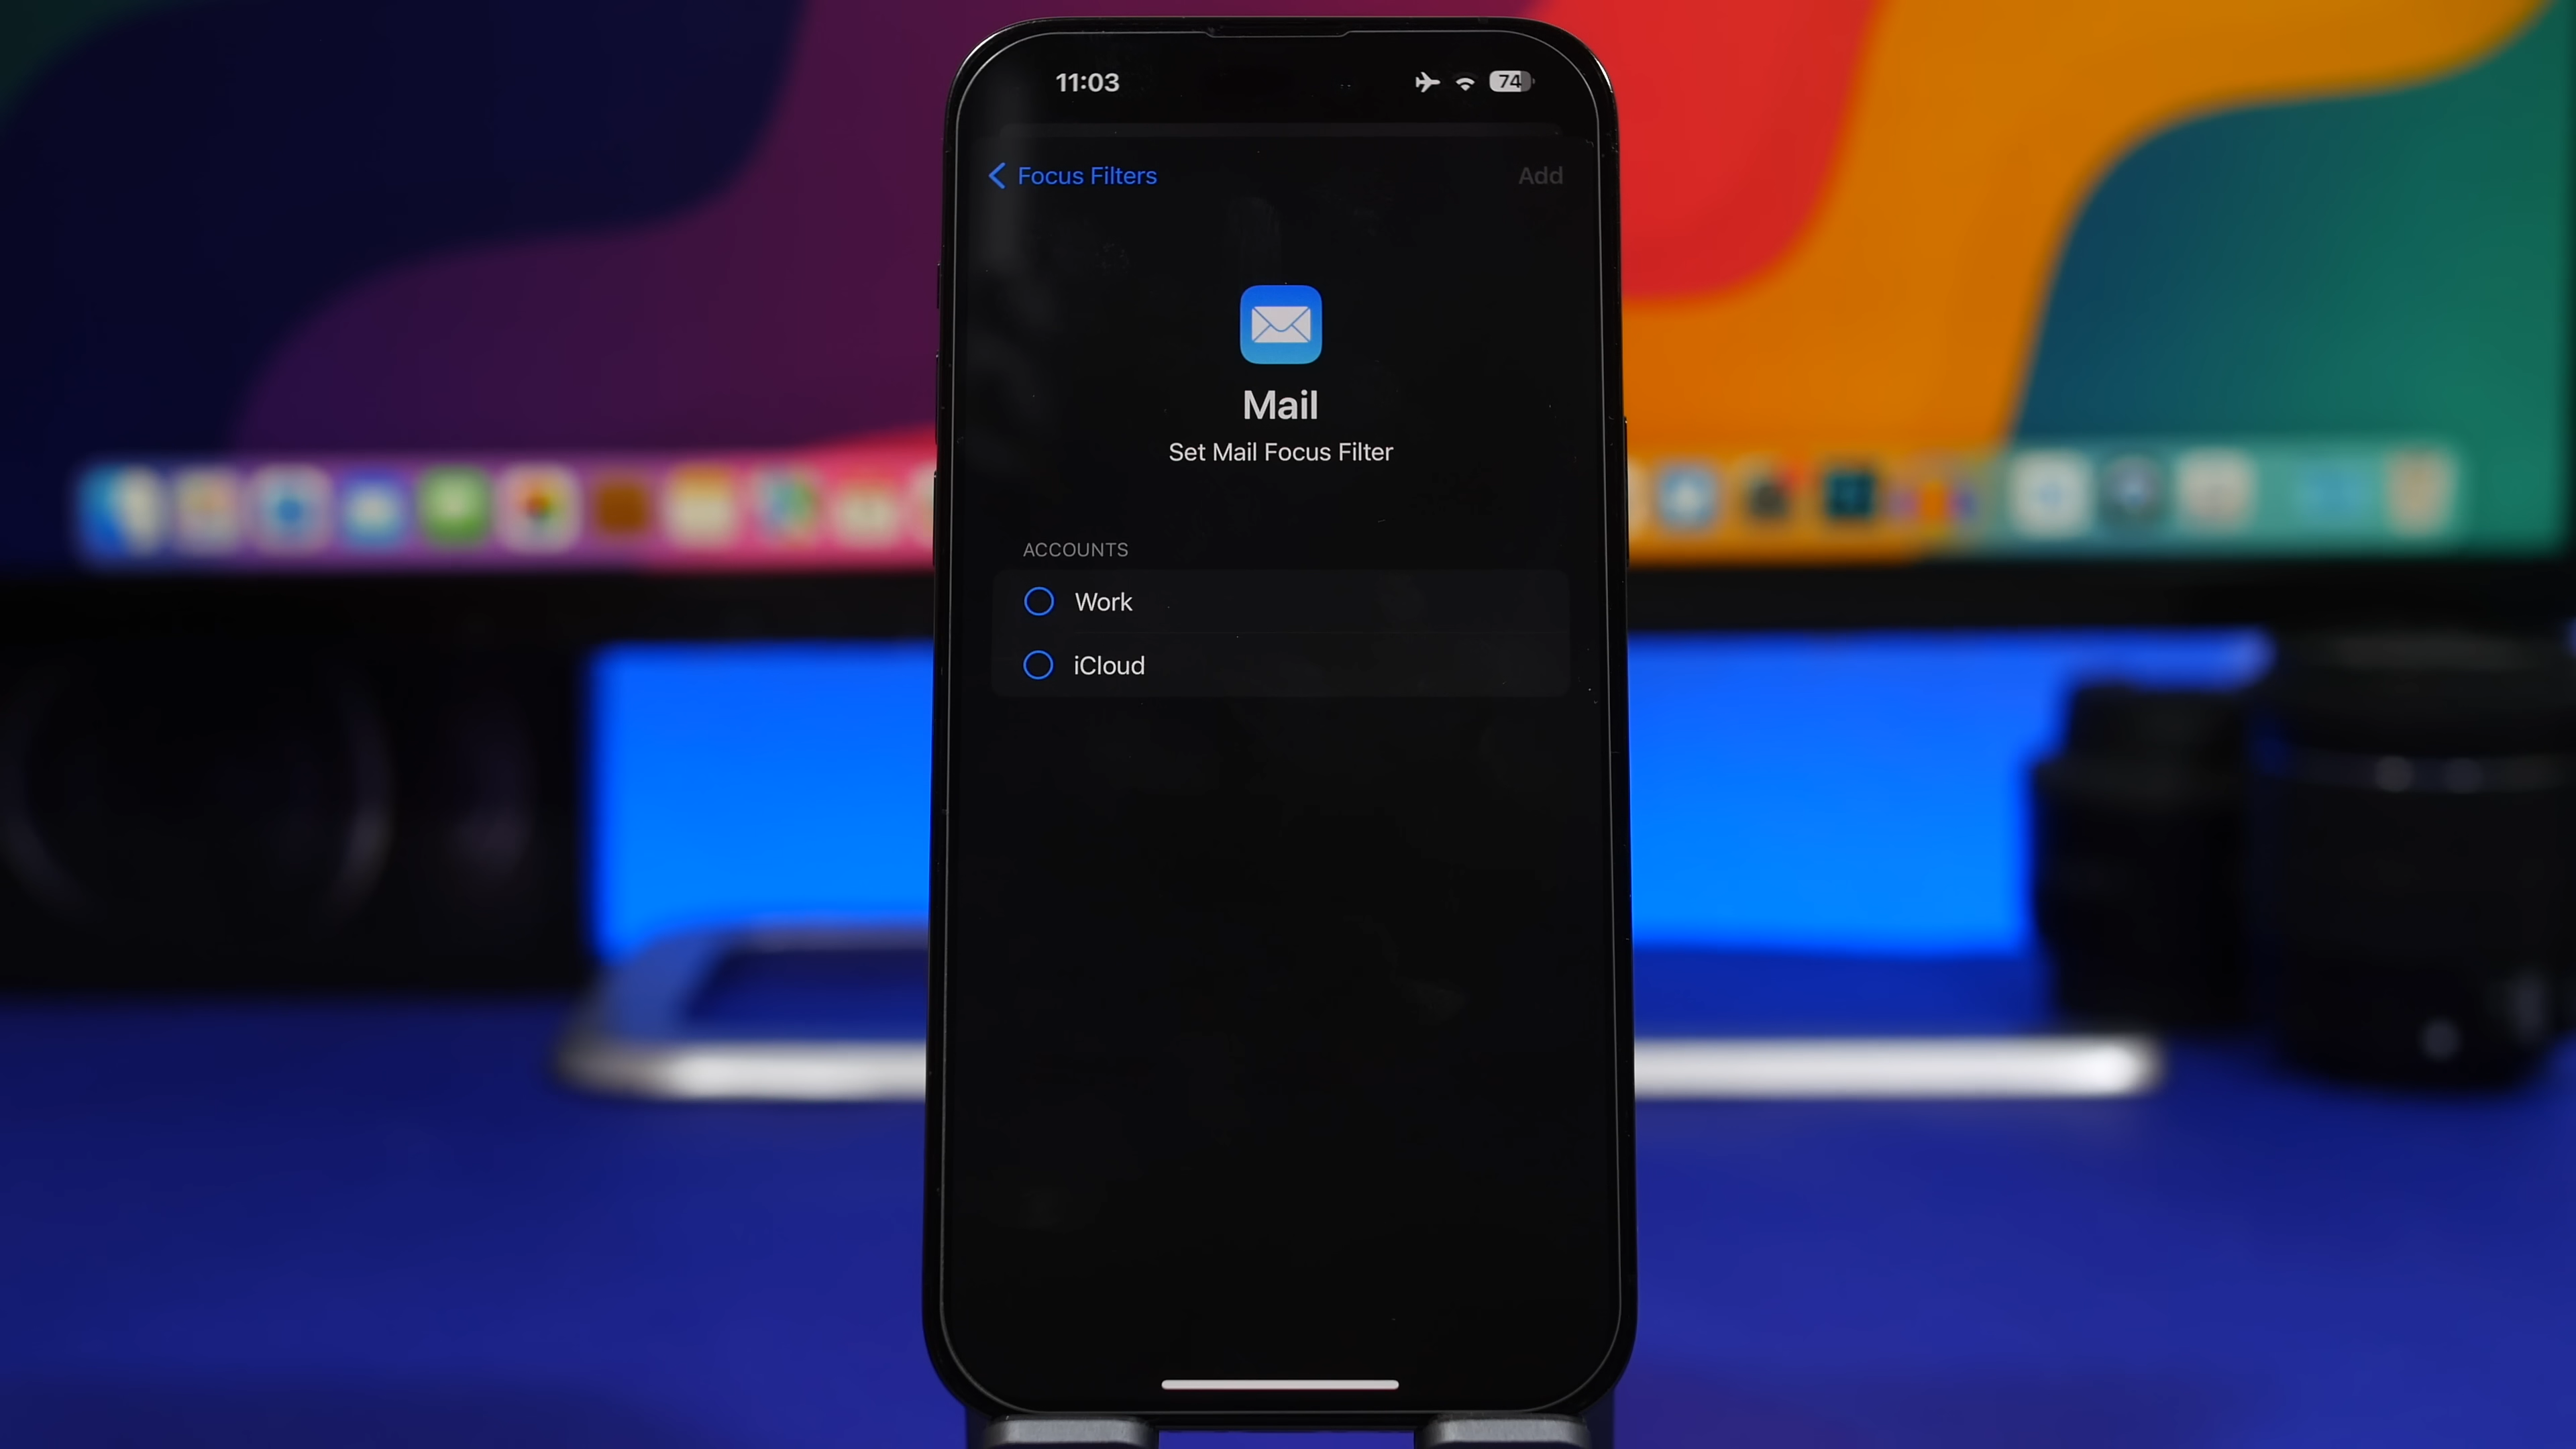 11:03
74
Focus Filters
Add
Mail
Set Mail Focus Filter
ACCOUNTS
Work
iCloud